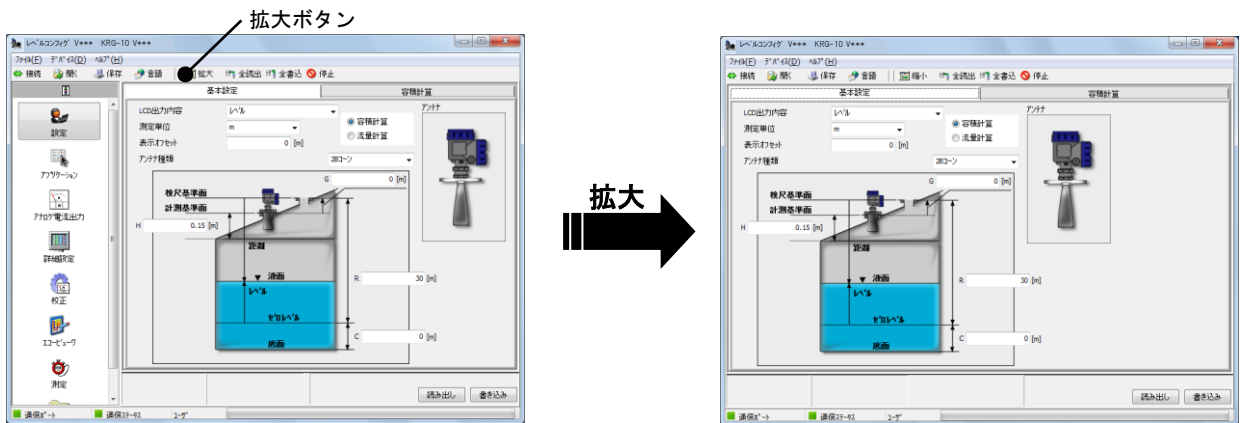 拡大ボタン
ﾚﾍﾞﾙｺﾝﾌｨｸﾞ V*** KRG-10 V***
ﾌｧｲﾙ(F) ﾃﾞﾊﾞｲｽ(D) ﾍﾙﾌﾟ(H)
接続 開く 保存 言語 拡大 全読出 全書込 停止
設定
ｱﾌﾟﾘｹｰｼｮﾝ
ｱﾅﾛｸﾞ電流出力
詳細設定
校正
ｴｺｰﾋﾞｭｰﾜ
測定
基本設定 容積計算
LCD出力内容 ﾚﾍﾞﾙ
測定単位 m
表示ｵﾌｾｯﾄ 0 [m]
ｱﾝﾃﾅ種類 2Bｺｰﾝ
容積計算
流量計算
ｱﾝﾃﾅ
G 0 [m]
検尺基準面
計測基準面
H 0.15 [m]
距離
液面
ﾚﾍﾞﾙ
R 30 [m]
ｾﾞﾛﾚﾍﾞﾙ
底面
C 0 [m]
読み出し 書き込み
通信ﾎﾟｰﾄ 通信ｽﾃｰﾀｽ ﾕｰｻﾞ
拡大
ﾚﾍﾞﾙｺﾝﾌｨｸﾞ V*** KRG-10 V***
ﾌｧｲﾙ(F) ﾃﾞﾊﾞｲｽ(D) ﾍﾙﾌﾟ(H)
接続 開く 保存 言語 縮小 全読出 全書込 停止
基本設定 容積計算
LCD出力内容 ﾚﾍﾞﾙ
測定単位 m
表示ｵﾌｾｯﾄ 0 [m]
ｱﾝﾃﾅ種類 2Bｺｰﾝ
容積計算
流量計算
ｱﾝﾃﾅ
G 0 [m]
検尺基準面
計測基準面
H 0.15 [m]
距離
液面
ﾚﾍﾞﾙ
R 30 [m]
ｾﾞﾛﾚﾍﾞﾙ
底面
C 0 [m]
読み出し 書き込み
通信ﾎﾟｰﾄ 通信ｽﾃｰﾀｽ ﾕｰｻﾞ